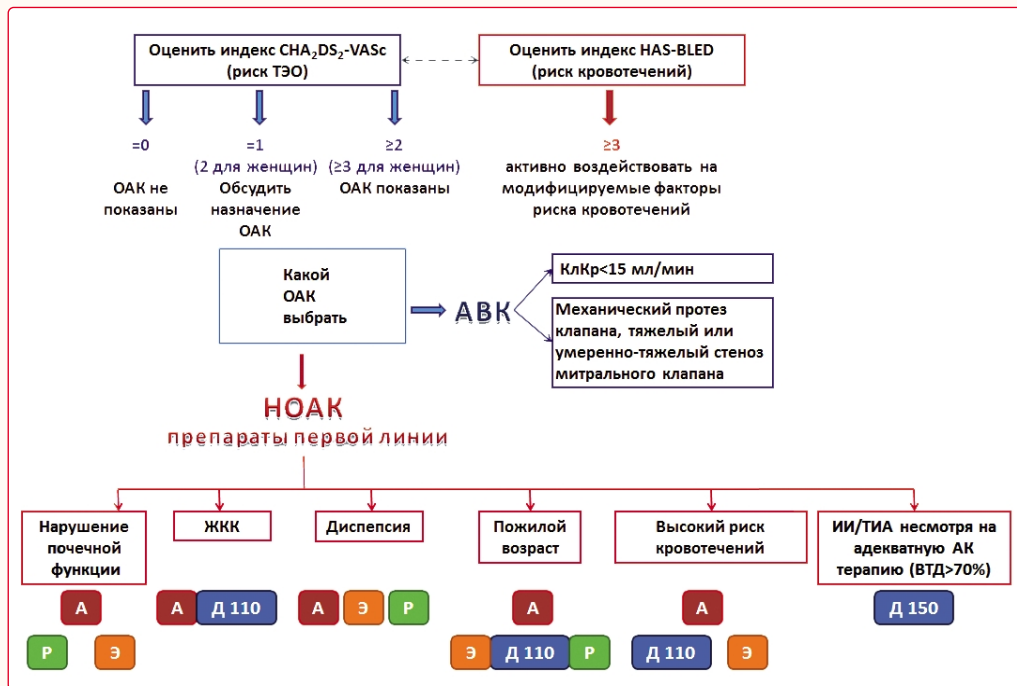 Оценить индекс CHA₂DS₂-VASc
(риск ТЭО)
Оценить индекс HAS-BLED
(риск кровотечений)
=0
ОАК не
показаны
=1
(2 для женщин)
Обсудить
назначение
ОАК
≥2
(≥3 для женщин)
ОАК показаны
≥3
активно воздействовать на
модифицируемые факторы
риска кровотечений
Какой
ОАК
выбрать
АВК
КлКр<15 мл/мин
Механический протез
клапана, тяжелый или
умеренно-тяжелый стеноз
митрального клапана
НОАК
препараты первой линии
Нарушение
почечной
функции
ЖКК
Диспепсия
Пожилой
возраст
Высокий риск
кровотечений
ИИ/ТИА несмотря на
адекватную АК
терапию (ВТД>70%)
А
А Д 110
А Э Р
А
А
Д 150
Р Э
Э Д 110 Р
Д 110 Э